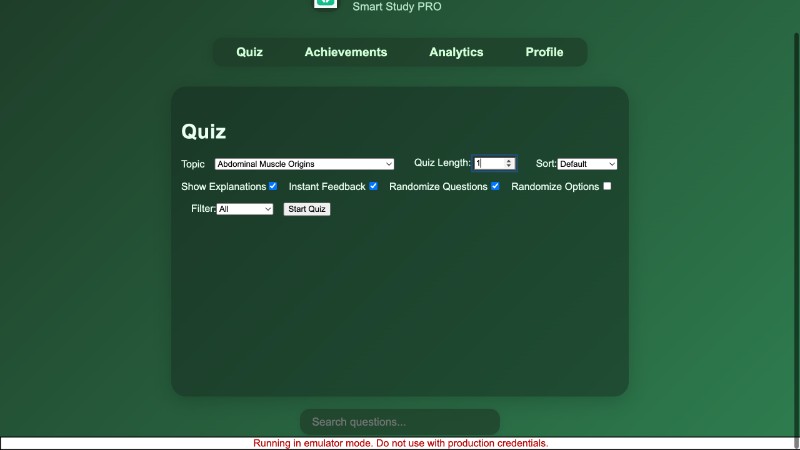 Smart Study PRO
Quiz Achievements Analytics Profile
Quiz
Topic Abdominal Muscle Origins Quiz Length: 1 Sort: Default
Show Explanations Instant Feedback Randomize Questions Randomize Options
Filter: All Start Quiz
Search questions...
Running in emulator mode. Do not use with production credentials.